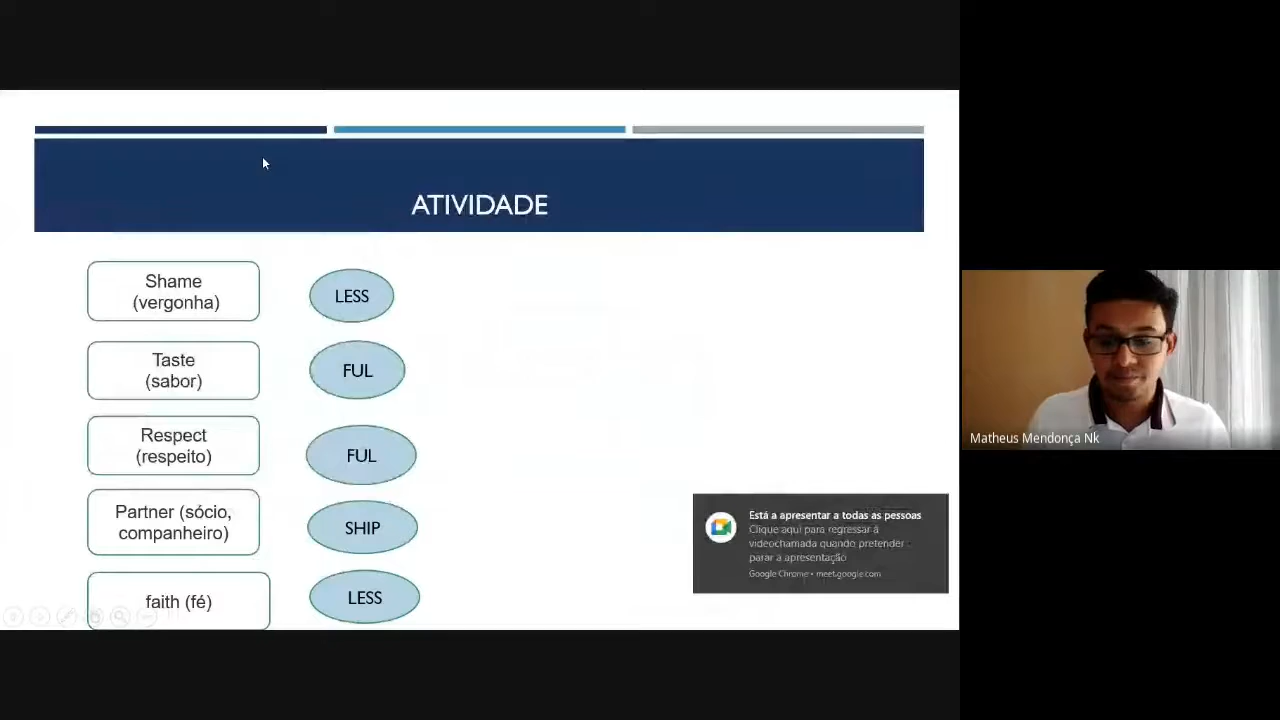 ATIVIDADE
Shame
(vergonha)
LESS
Taste
(sabor)
FUL
Respect
(respeito)
FUL
Partner (sócio,
companheiro)
SHIP
faith (fé)
LESS
Está a apresentar a todas as pessoas
Clique aqui para regressar à
videochamada quando pretender
parar a apresentação
Google Chrome • meet.google.com
Matheus Mendonça Nk